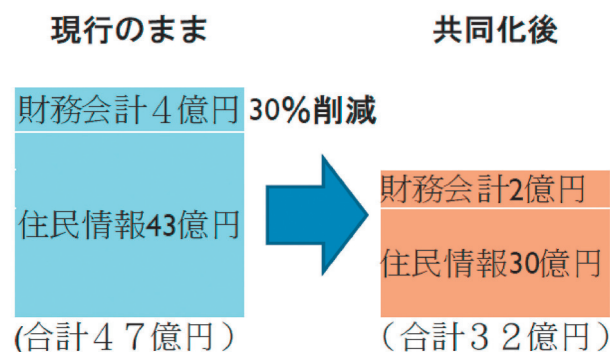 現行のまま
共同化後
財務会計４億円
30%削減
住民情報43億円
財務会計2億円
住民情報30億円
(合計４７億円）
（合計３２億円）